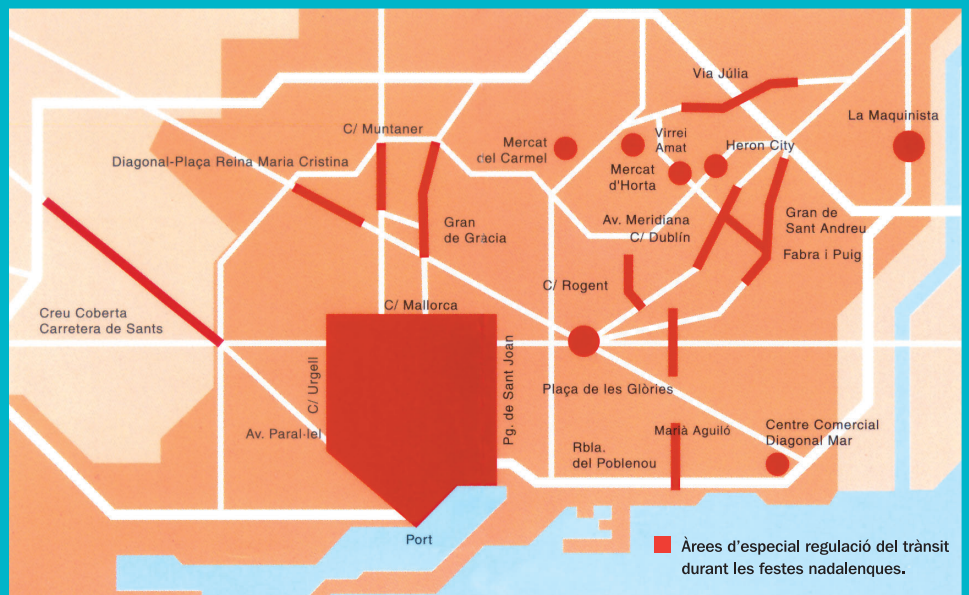 Via Júlia
La Maquinista
C/ Muntaner
Virrei
Amat
Mercat
del Carmel
Heron City
Diagonal-Plaça Reina Maria Cristina
Mercat
d'Horta
Gran
de Gràcia
Av. Meridiana
C/ Dublín
Gran de
Sant Andreu
Fabra i Puig
C/ Rogent
C/ Mallorca
Creu Coberta
Carretera de Sants
C/ Urgell
Pg. de Sant Joan
Plaça de les Glòries
Av. Paral·lel
Marià Aguiló
Centre Comercial
Diagonal Mar
Rbla.
del Poblenou
Port
Àrees d'especial regulació del trànsit
durant les festes nadalenques.